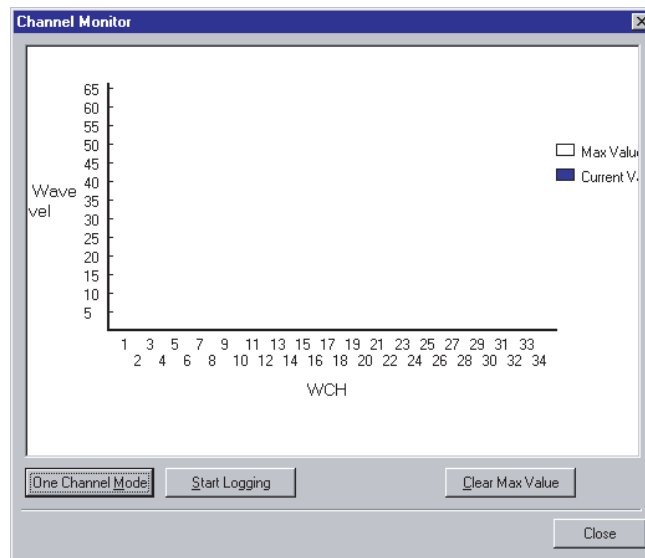 Channel Monitor
65
60
55
50
45
40
35
30
25
20
15
10
5
Wave
vel
Max Value
Current V
1 3 5 7 9 11 13 15 17 19 21 23 25 27 29 31 33
2 4 6 8 10 12 14 16 18 20 22 24 26 28 30 32 34
WCH
One Channel Mode
Start Logging
Clear Max Value
Close